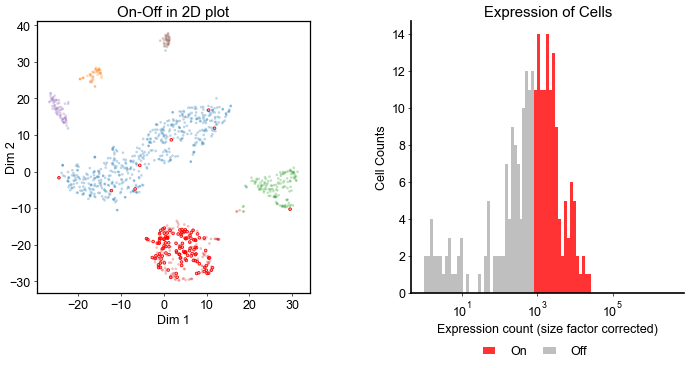 On-Off in 2D plot
40
30
20
10
0
−10
−20
−30
Dim 2
−20 −10 0 10 20 30
Dim 1
Expression of Cells
14
12
10
8
6
4
2
0
Cell Counts
10^1 10^3 10^5
Expression count (size factor corrected)
On Off